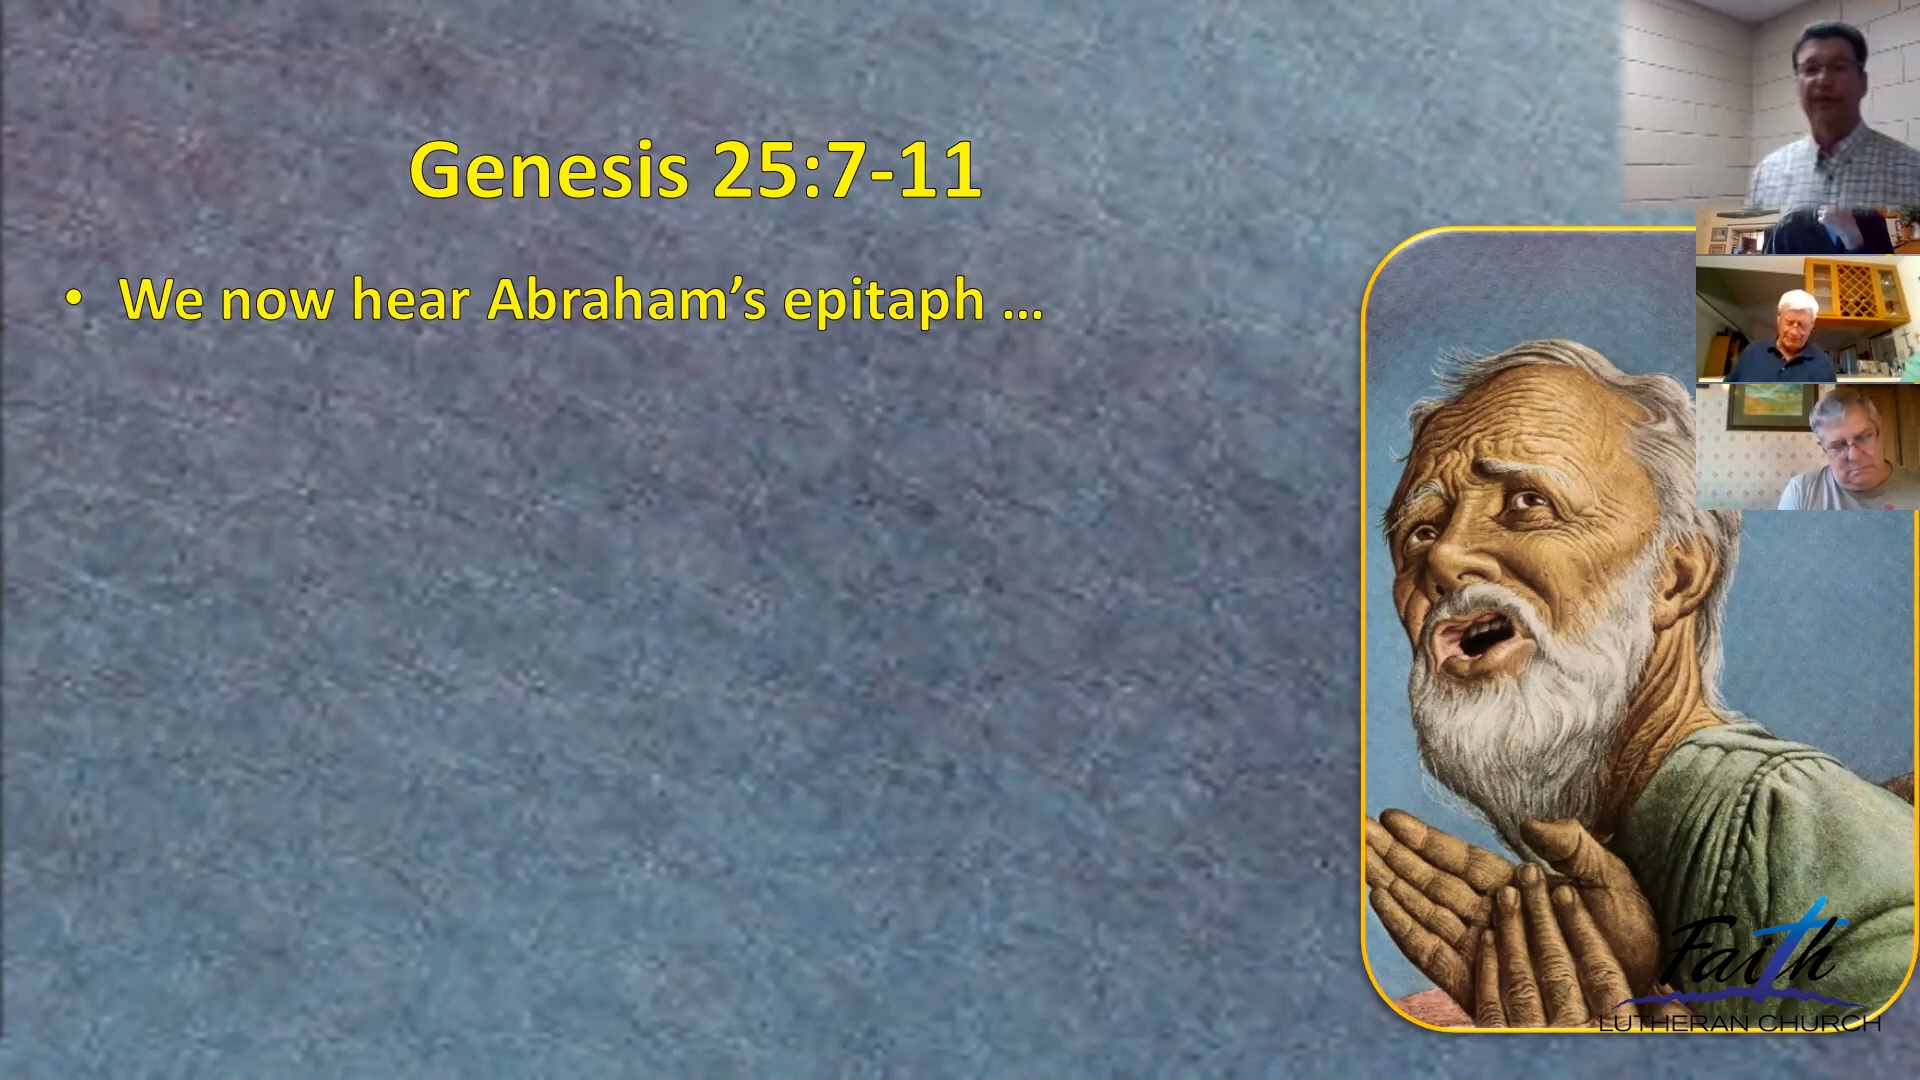 Genesis 25:7-11
• We now hear Abraham’s epitaph ...
Faith
LUTHERAN CHURCH